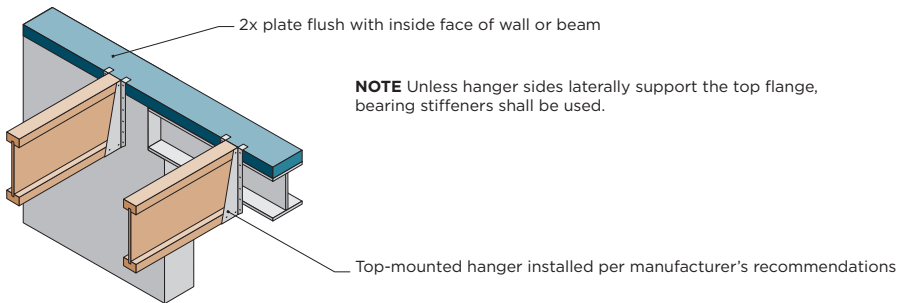 2x plate flush with inside face of wall or beam
NOTE Unless hanger sides laterally support the top flange,
bearing stiffeners shall be used.
Top-mounted hanger installed per manufacturer’s recommendations